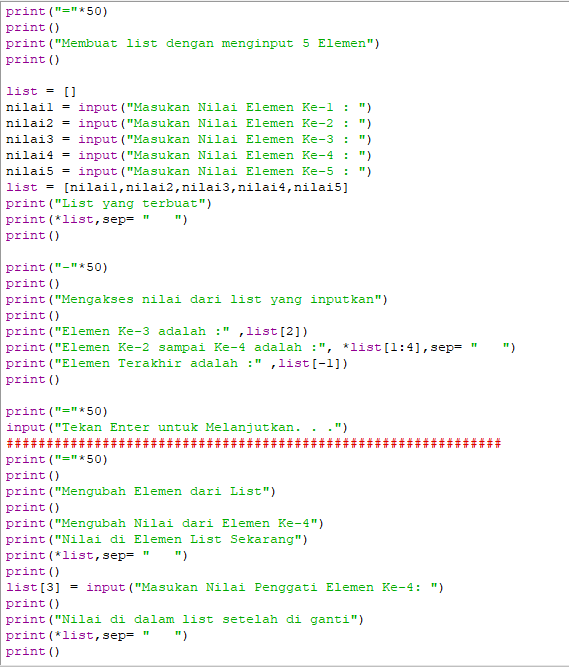 print("="*50)
print()
print("Membuat list dengan menginput 5 Elemen")
print()

list = []
nilai1 = input("Masukan Nilai Elemen Ke-1 : ")
nilai2 = input("Masukan Nilai Elemen Ke-2 : ")
nilai3 = input("Masukan Nilai Elemen Ke-3 : ")
nilai4 = input("Masukan Nilai Elemen Ke-4 : ")
nilai5 = input("Masukan Nilai Elemen Ke-5 : ")
list = [nilai1,nilai2,nilai3,nilai4,nilai5]
print("List yang terbuat")
print(*list,sep= "   ")
print()

print("-"*50)
print()
print("Mengakses nilai dari list yang inputkan")
print()
print("Elemen Ke-3 adalah :" ,list[2])
print("Elemen Ke-2 sampai Ke-4 adalah :", *list[1:4],sep= "   ")
print("Elemen Terakhir adalah :" ,list[-1])
print()

print("="*50)
input("Tekan Enter untuk Melanjutkan. . .")
##############################################################
print("="*50)
print()
print("Mengubah Elemen dari List")
print()
print("Mengubah Nilai dari Elemen Ke-4")
print("Nilai di Elemen List Sekarang")
print(*list,sep= "   ")
print()
list[3] = input("Masukan Nilai Penggati Elemen Ke-4: ")
print()
print("Nilai di dalam list setelah di ganti")
print(*list,sep= "   ")
print()